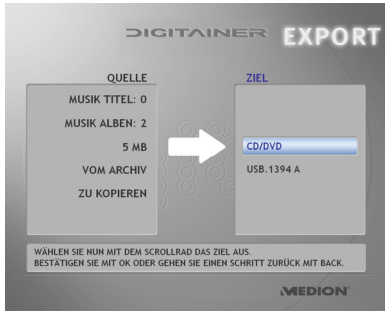 DIGITAINER EXPORT
QUELLE
MUSIK TITEL: 0
MUSIK ALBEN: 2
5 MB
VOM ARCHIV
ZU KOPIEREN
ZIEL
CD/DVD
USB.1394 A
WÄHLEN SIE NUN MIT DEM SCROLLRAD DAS ZIEL AUS.
BESTÄTIGEN SIE MIT OK ODER GEHEN SIE EINEN SCHRITT ZURÜCK MIT BACK.
MEDION